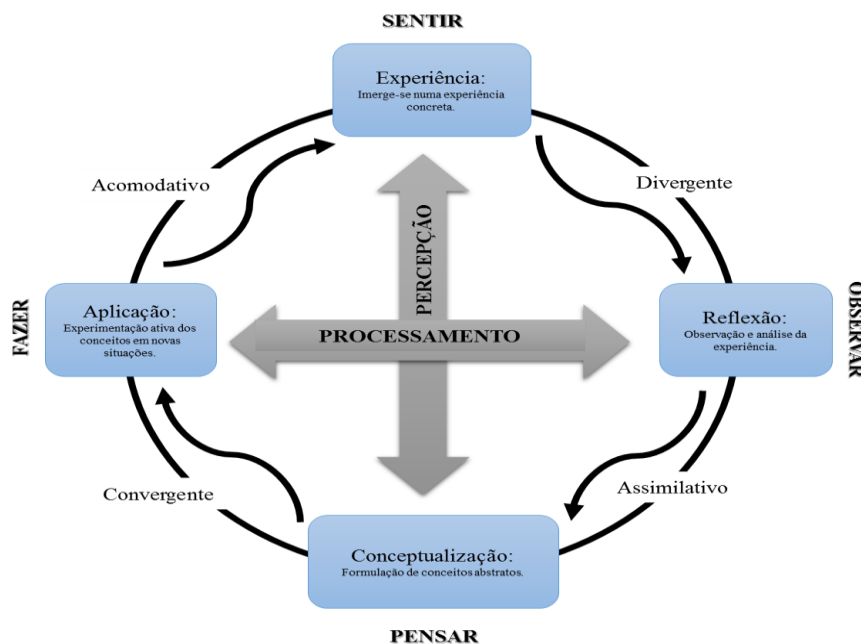 SENTIR
Experiência:
Imerge-se numa experiência
concreta.
Acomodativo
Divergente
PERCEPÇÃO
FAZER
Aplicação:
Experimentação ativa dos
conceitos em novas
situações.
PROCESSAMENTO
Reflexão:
Observação e análise da
experiência.
OBSERVAR
Convergente
Assimilativo
Conceptualização:
Formulação de conceitos abstratos.
PENSAR